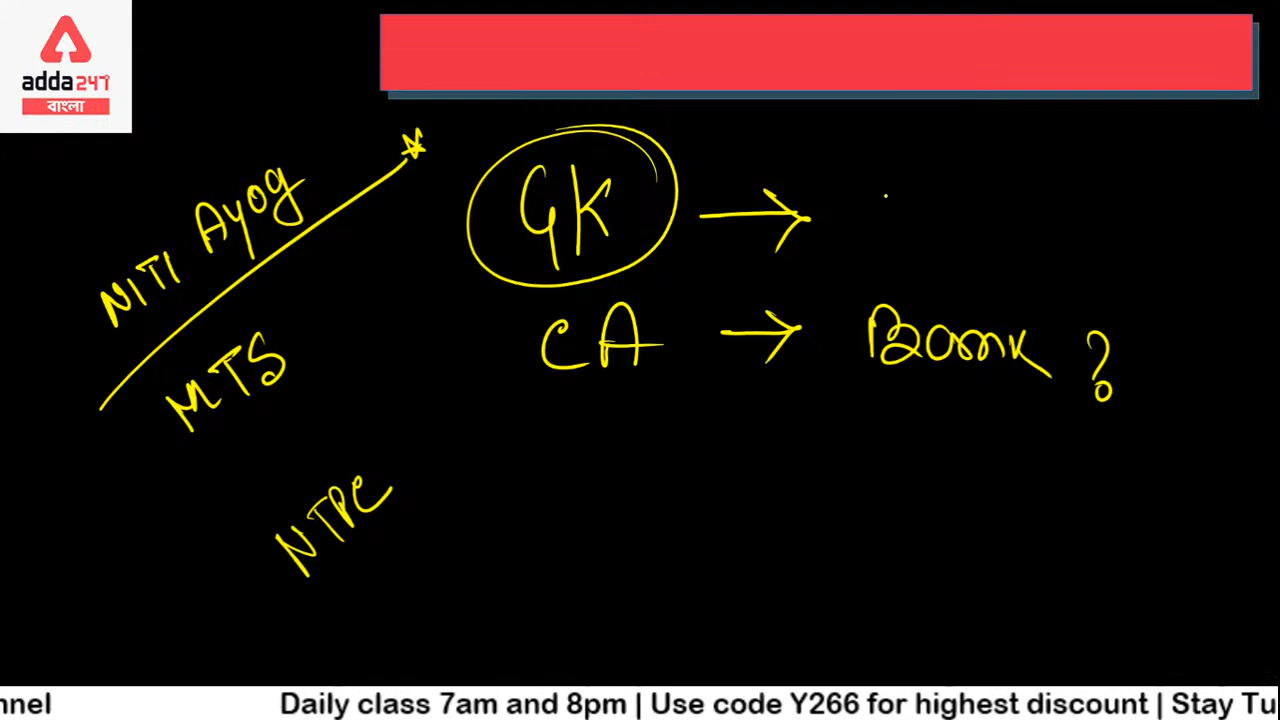 adda247
বাংলা
NITI Ayog
GK →
CA → Bank ?
MTS
NTPC
nnel Daily class 7am and 8pm | Use code Y266 for highest discount | Stay Tu